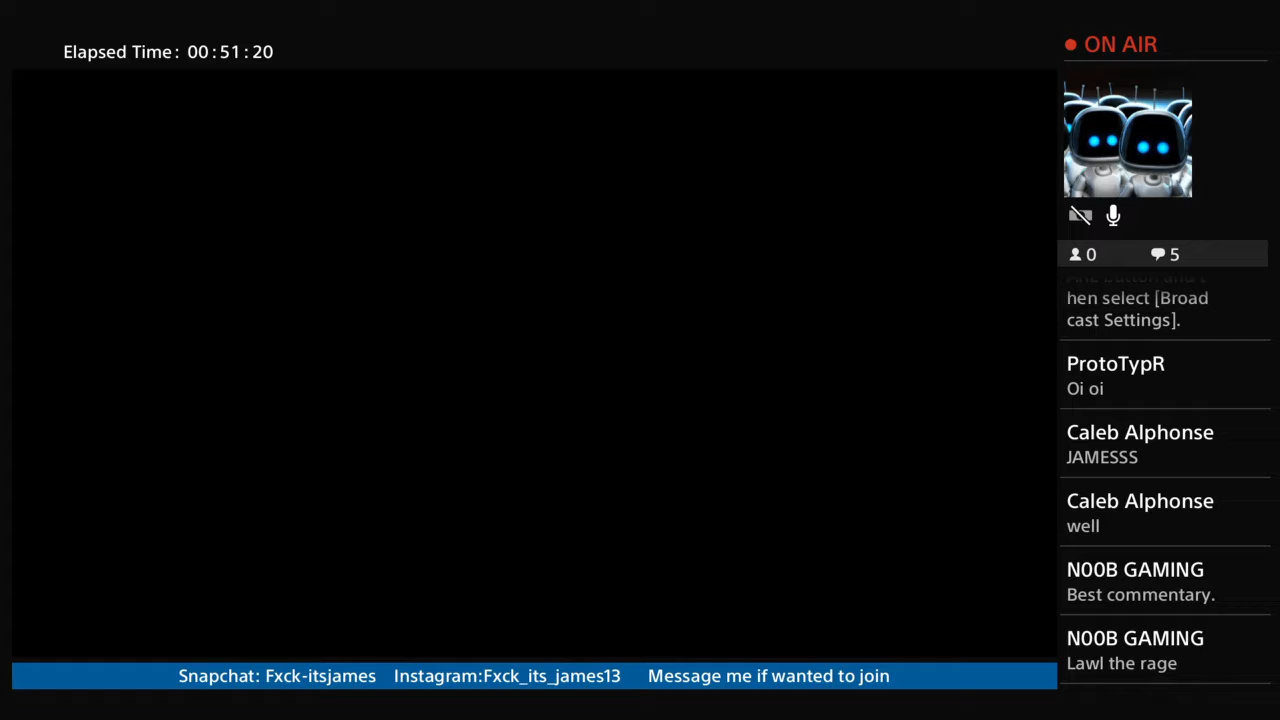 Elapsed Time: 00:51:20
ON AIR
0 5
hen select [Broad
cast Settings].
ProtoTypR
Oi oi
Caleb Alphonse
JAMESSS
Caleb Alphonse
well
N00B GAMING
Best commentary.
N00B GAMING
Lawl the rage
Snapchat: Fxck-itsjames Instagram:Fxck_its_james13 Message me if wanted to join